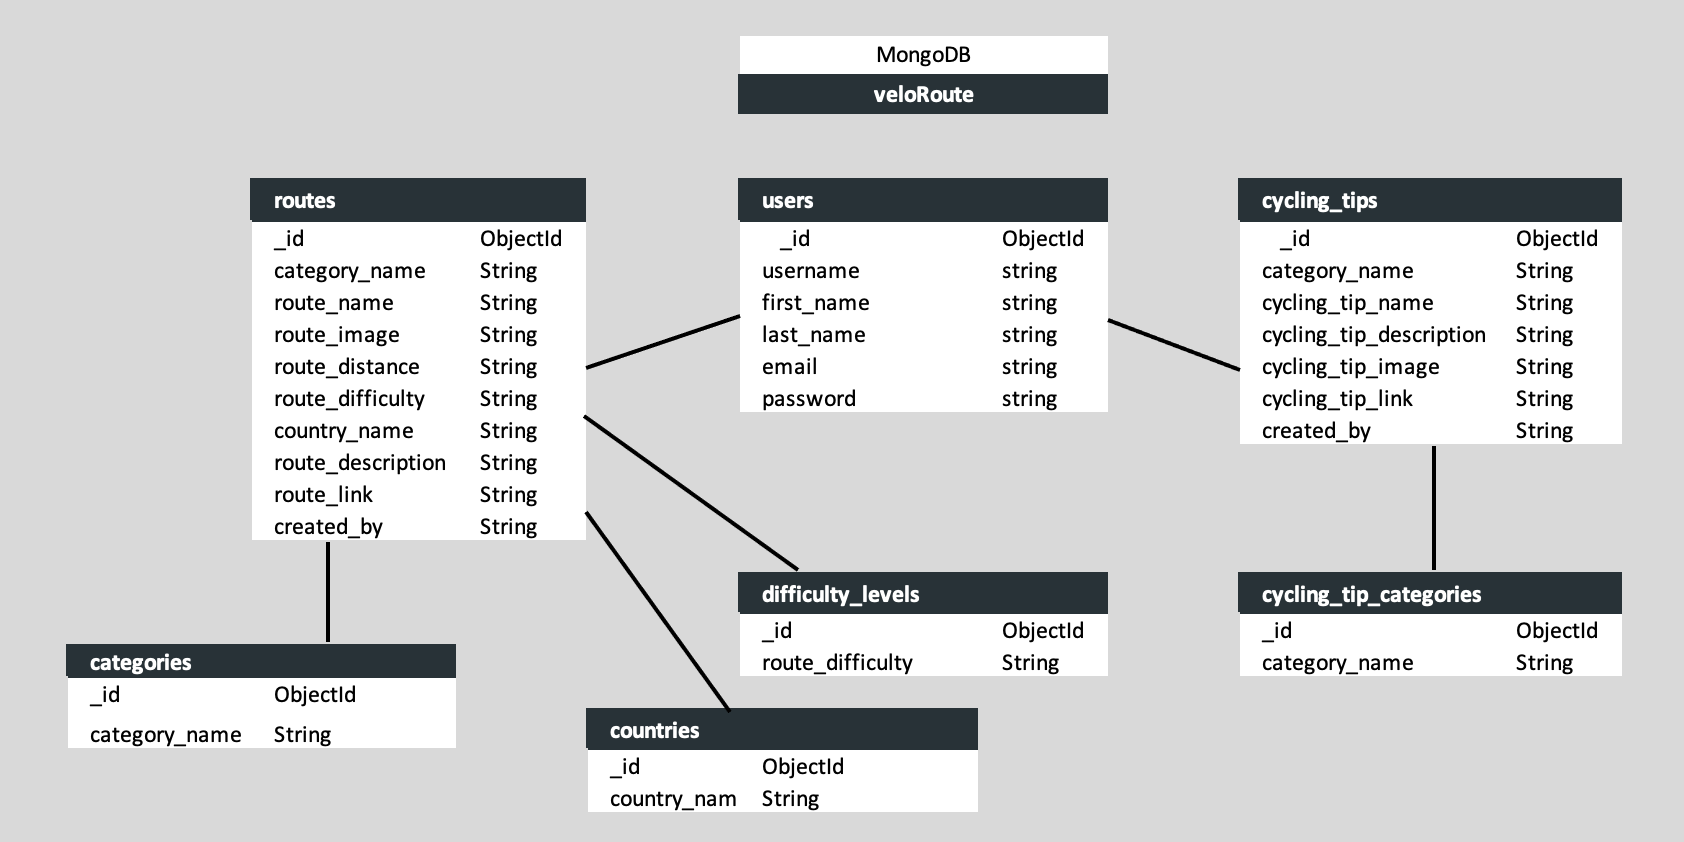 MongoDB
veloRoute
routes
_id ObjectId
category_name String
route_name String
route_image String
route_distance String
route_difficulty String
country_name String
route_description String
route_link String
created_by String
users
_id ObjectId
username string
first_name string
last_name string
email string
password string
cycling_tips
_id ObjectId
category_name String
cycling_tip_name String
cycling_tip_description String
cycling_tip_image String
cycling_tip_link String
created_by String
categories
_id ObjectId
category_name String
difficulty_levels
_id ObjectId
route_difficulty String
cycling_tip_categories
_id ObjectId
category_name String
countries
_id ObjectId
country_nam String